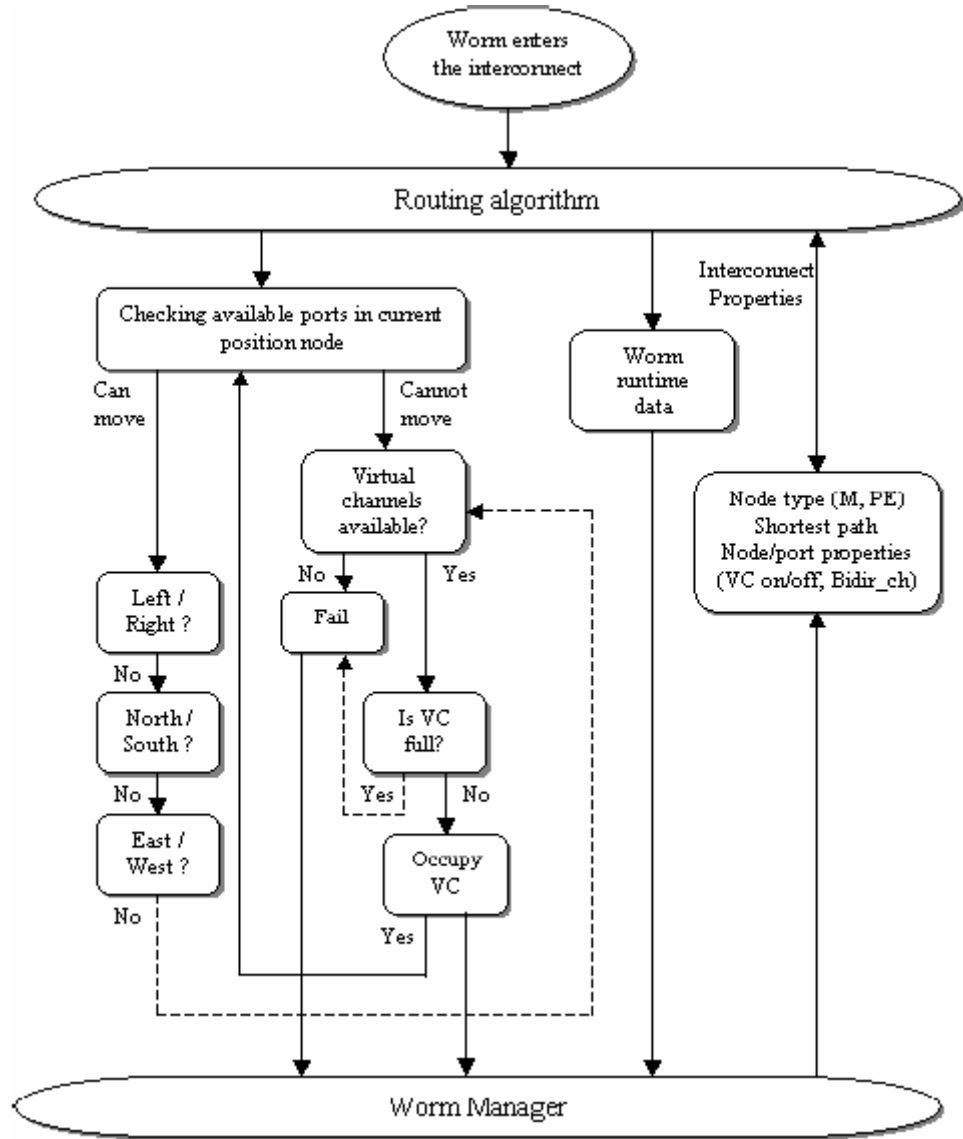 Worm enters
the interconnect
Routing algorithm
Interconnect
Properties
Checking available ports in current
position node
Worm
runtime
data
Can
move
Cannot
move
Virtual
channels
available?
Node type (M, PE)
Shortest path
Node/port properties
(VC on/off, Bidir_ch)
No
Yes
Left /
Right ?
Fail
No
North /
South ?
Is VC
full?
No
Yes
No
East /
West ?
Occupy
VC
No
Yes
Worm Manager